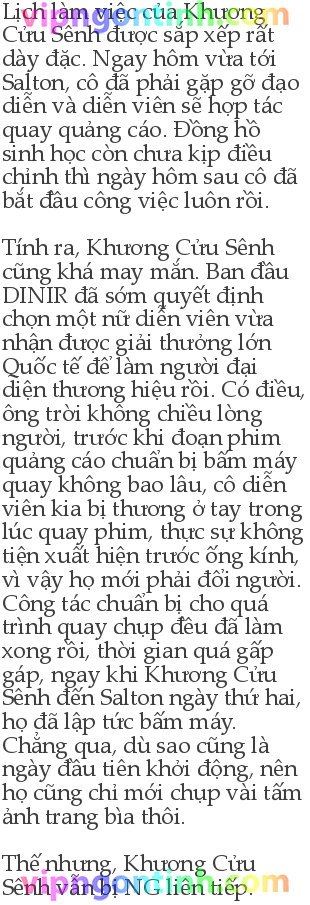 Lịch làm việc của Khương
Cửu Sênh được sắp xếp rất
dày đặc. Ngay hôm vừa tới
Salton, cô đã phải gặp gỡ đạo
diễn và diễn viên sẽ hợp tác
quay quảng cáo. Đồng hồ
sinh học còn chưa kịp điều
chỉnh thì ngày hôm sau cô đã
bắt đầu công việc luôn rồi.
Tính ra, Khương Cửu Sênh
cũng khá may mắn. Ban đầu
DINIR đã sớm quyết định
chọn một nữ diễn viên vừa
nhận được giải thưởng lớn
Quốc tế để làm người đại
diện thương hiệu rồi. Có điều,
ông trời không chiều lòng
người, trước khi đoạn phim
quảng cáo chuẩn bị bấm máy
quay không bao lâu, cô diễn
viên kia bị thương ở tay trong
lúc quay phim, thực sự không
tiện xuất hiện trước ống kính,
vì vậy họ mới phải đổi người.
Công tác chuẩn bị cho quá
trình quay chụp đều đã làm
xong rồi, thời gian quá gấp
gáp, ngay khi Khương Cửu
Sênh đến Salton ngày thứ hai,
họ đã lập tức bấm máy.
Chẳng qua, dù sao cũng là
ngày đầu tiên khởi động, nên
họ cũng chỉ mới chụp vài tấm
ảnh trang bìa thôi.
Thế nhưng, Khương Cửu
Sênh vẫn bị NG liên tiếp.
vipngontinh.com
vipngontinh.com